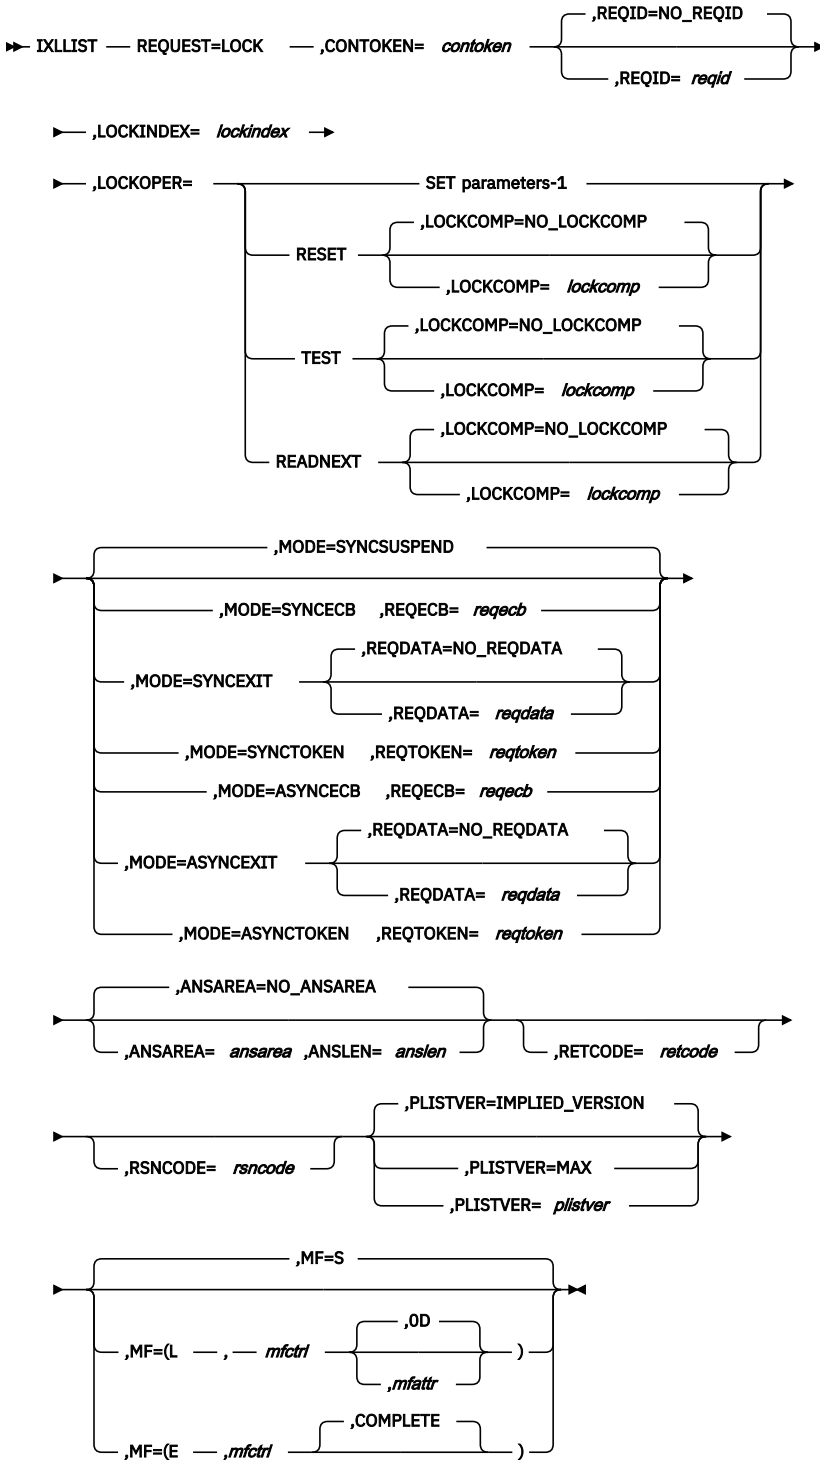 ,REQID=NO_REQID
IXLLIST REQUEST=LOCK ,CONTOKEN= contoken
,REQID= reqid
,LOCKINDEX= lockindex
,LOCKOPER= SET parameters-1
,LOCKCOMP=NO_LOCKCOMP
RESET
,LOCKCOMP= lockcomp
,LOCKCOMP=NO_LOCKCOMP
TEST
,LOCKCOMP= lockcomp
,LOCKCOMP=NO_LOCKCOMP
READNEXT
,LOCKCOMP= lockcomp
,MODE=SYNCSUSPEND
,MODE=SYNCECB ,REQECB= reqecb
,REQDATA=NO_REQDATA
,MODE=SYNCEXIT
,REQDATA= reqdata
,MODE=SYNCTOKEN ,REQTOKEN= reqtoken
,MODE=ASYNCECB ,REQECB= reqecb
,REQDATA=NO_REQDATA
,MODE=ASYNCEXIT
,REQDATA= reqdata
,MODE=ASYNCTOKEN ,REQTOKEN= reqtoken
,ANSAREA=NO_ANSAREA
,ANSAREA= ansarea ,ANSLEN= anslen ,RETCODE= retcode
,PLISTVER=IMPLIED_VERSION
,RSNCODE= rsncode ,PLISTVER=MAX
,PLISTVER= plistver
,MF=S
,0D
,MF=(L , mfctrl )
,mfattr
,COMPLETE
,MF=(E ,mfctrl )